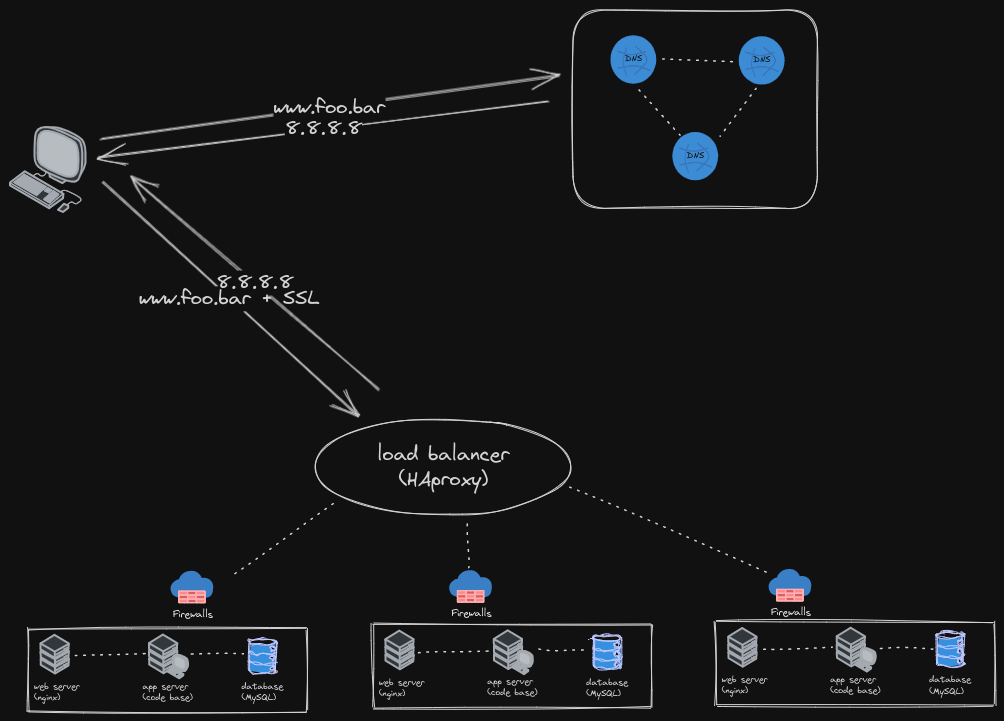 DNS
DNS
DNS
www.foo.bar
8.8.8.8
8.8.8.8
www.foo.bar + SSL
load balancer
(HAproxy)
Firewalls
Firewalls
Firewalls
web server
(nginx)
app server
(code base)
database
(MySQL)
web server
(nginx)
app server
(code base)
database
(MySQL)
web server
(nginx)
app server
(code base)
database
(MySQL)